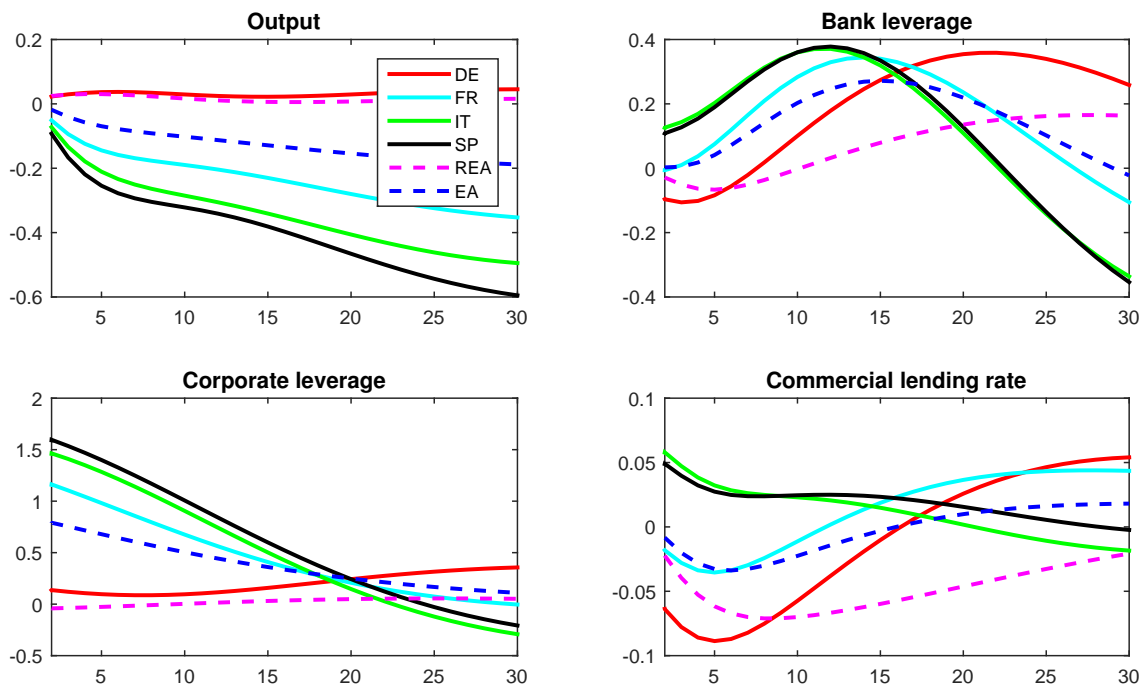 Output
0.2
0
-0.2
-0.4
-0.6
5 10 15 20 25 30
DE
FR
IT
SP
REA
EA
Bank leverage
0.4
0.2
0
-0.2
-0.4
5 10 15 20 25 30
Corporate leverage
2
1.5
1
0.5
0
-0.5
5 10 15 20 25 30
Commercial lending rate
0.1
0.05
0
-0.05
-0.1
5 10 15 20 25 30